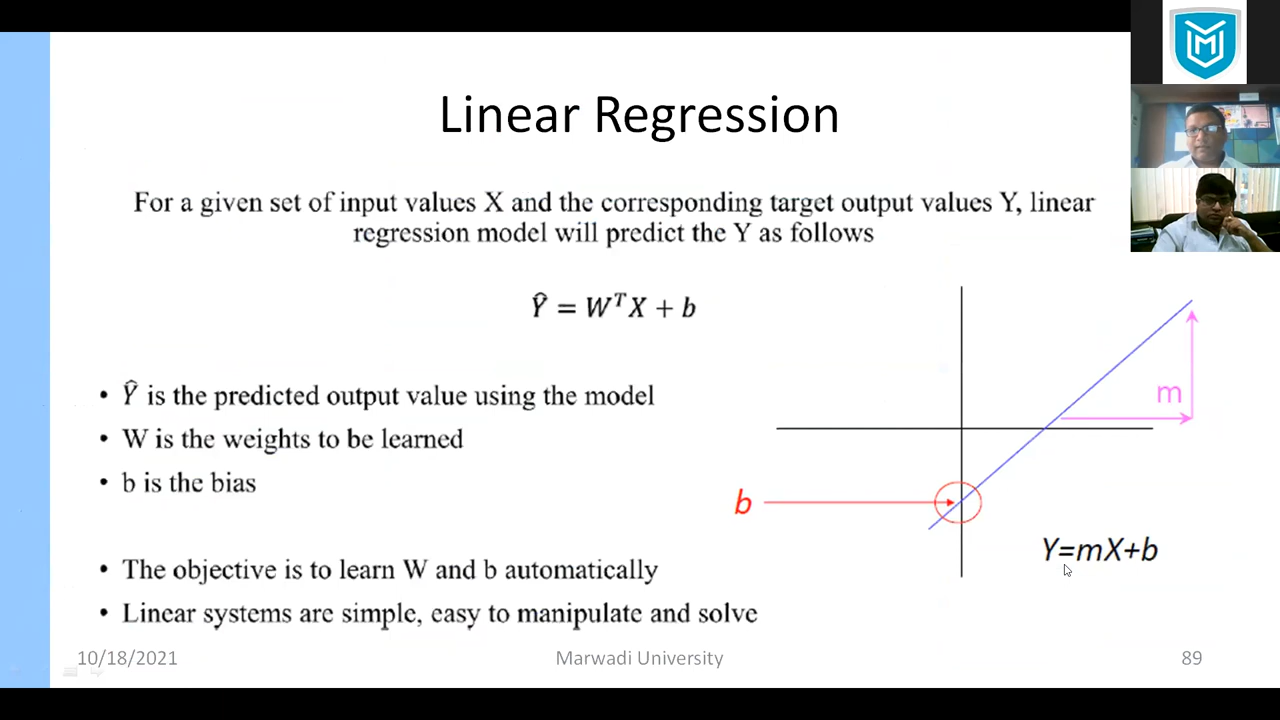 Linear Regression
For a given set of input values X and the corresponding target output values Y, linear
regression model will predict the Y as follows
Ŷ = WᵀX + b
• Ŷ is the predicted output value using the model
• W is the weights to be learned
• b is the bias
m
b
Y=mX+b
• The objective is to learn W and b automatically
• Linear systems are simple, easy to manipulate and solve
10/18/2021
Marwadi University
89